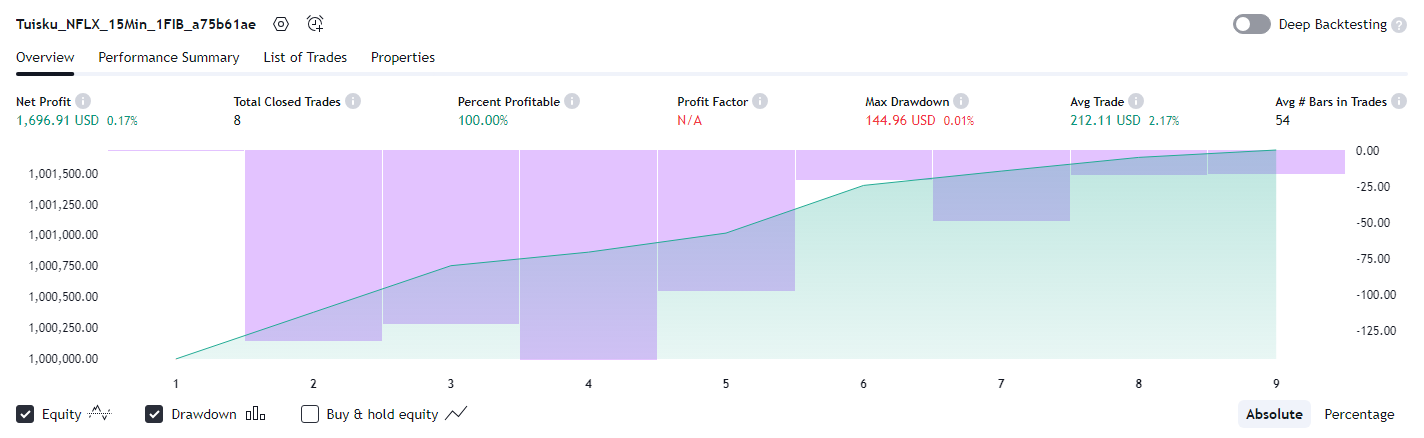 Tuisku_NFLX_15Min_1FIB_a75b61ae Deep Backtesting ?
Overview Performance Summary List of Trades Properties
Net Profit Total Closed Trades Percent Profitable Profit Factor Max Drawdown Avg Trade Avg # Bars in Trades
1,696.91 USD 0.17% 8 100.00% N/A 144.96 USD 0.01% 212.11 USD 2.17% 54
0.00
1,001,500.00
-25.00
1,001,250.00
-50.00
1,001,000.00
-75.00
1,000,750.00
-100.00
1,000,500.00
1,000,250.00
-125.00
1,000,000.00
1 2 3 4 5 6 7 8 9
Equity Drawdown Buy & hold equity Absolute Percentage